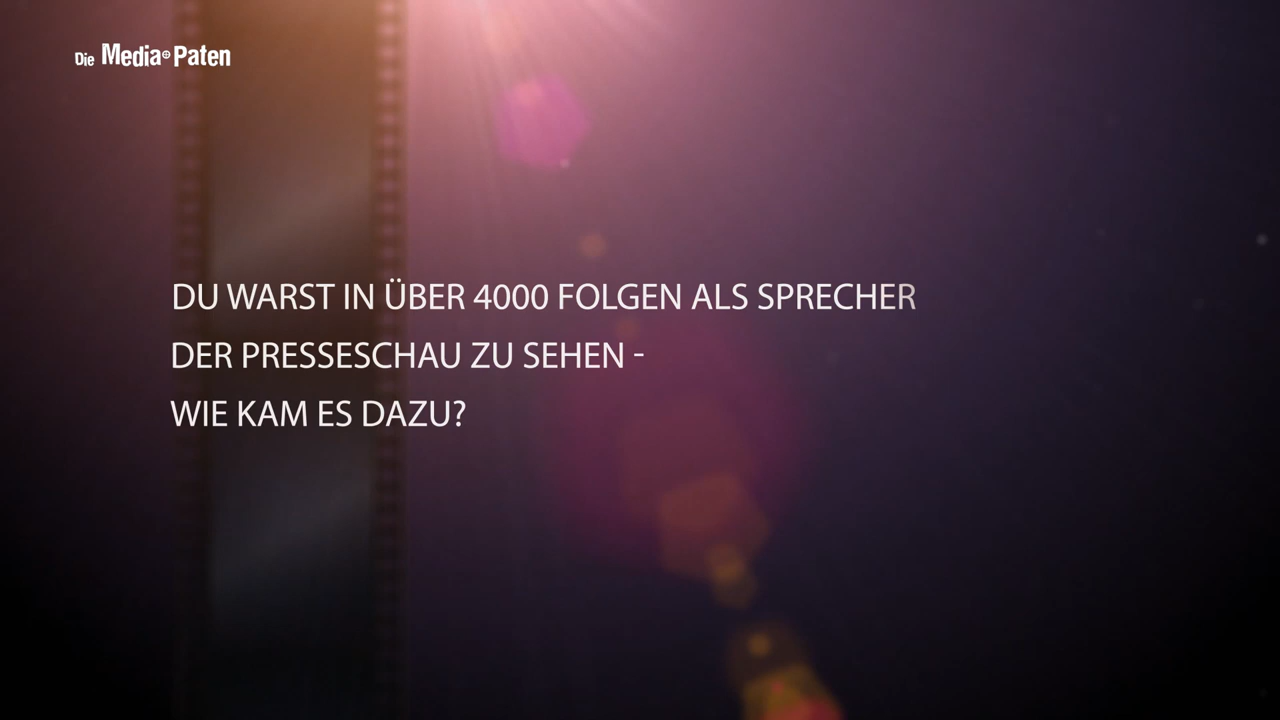 Die Media+Paten
DU WARST IN ÜBER 4000 FOLGEN ALS SPRECHER
DER PRESSESCHAU ZU SEHEN -
WIE KAM ES DAZU?